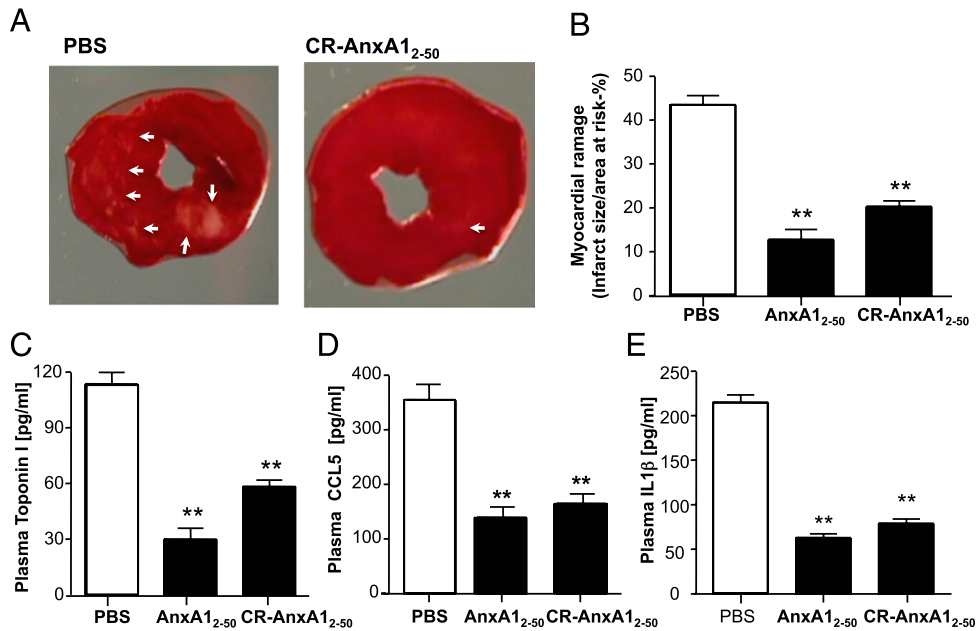 A
PBS
CR-AnxA1₂₋₅₀
B
Myocardial ramage
(Infarct size/area at risk-%)
50
40
30
20
10
0
**
**
PBS
AnxA1₂₋₅₀
CR-AnxA1₂₋₅₀
C
Plasma Toponin I [pg/ml]
120
90
60
30
0
**
**
PBS
AnxA1₂₋₅₀
CR-AnxA1₂₋₅₀
D
Plasma CCL5 [pg/ml]
400
300
200
100
0
**
**
PBS
AnxA1₂₋₅₀
CR-AnxA1₂₋₅₀
E
Plasma IL1β [pg/ml]
250
200
150
100
50
0
**
**
PBS
AnxA1₂₋₅₀
CR-AnxA1₂₋₅₀